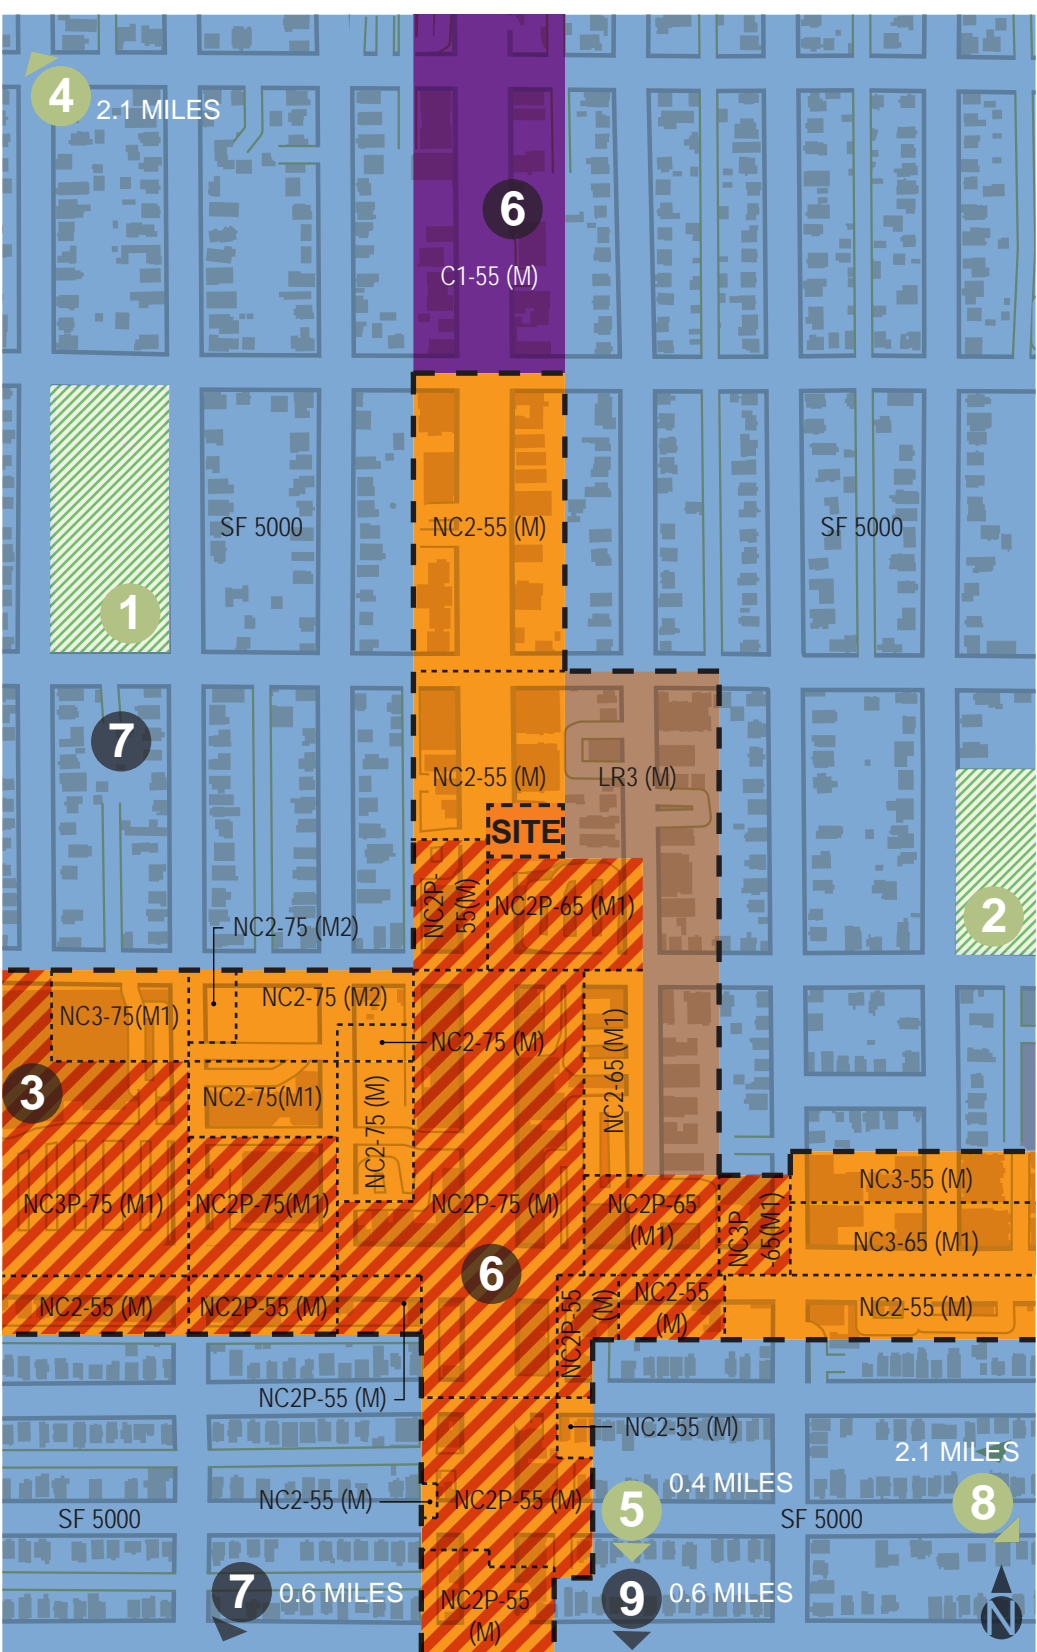 4
2.1 MILES
6
C1-55 (M)
SF 5000
NC2-55 (M)
SF 5000
1
7
NC2-55 (M)
LR3 (M)
SITE
NC2P-
55(M)
NC2P-65 (M1)
2
NC2-75 (M2)
NC2-75 (M2)
NC3-75(M1)
NC2-75 (M)
NC2-65 (M1)
3
NC2-75(M1)
NC2-75 (M)
NC3P-75 (M1)
NC2P-75(M1)
NC2P-75 (M)
NC2P-65
(M1)
NC3P
-65(M1)
NC3-55 (M)
NC3-65 (M1)
6
NC2-55 (M)
NC2P-55 (M)
NC2P-55
(M)
NC2-55
(M)
NC2-55 (M)
NC2P-55 (M)
NC2-55 (M)
2.1 MILES
0.4 MILES
NC2-55 (M)
NC2P-55 (M)
5
8
SF 5000
SF 5000
7
0.6 MILES
NC2P-55
(M)
9
0.6 MILES
N